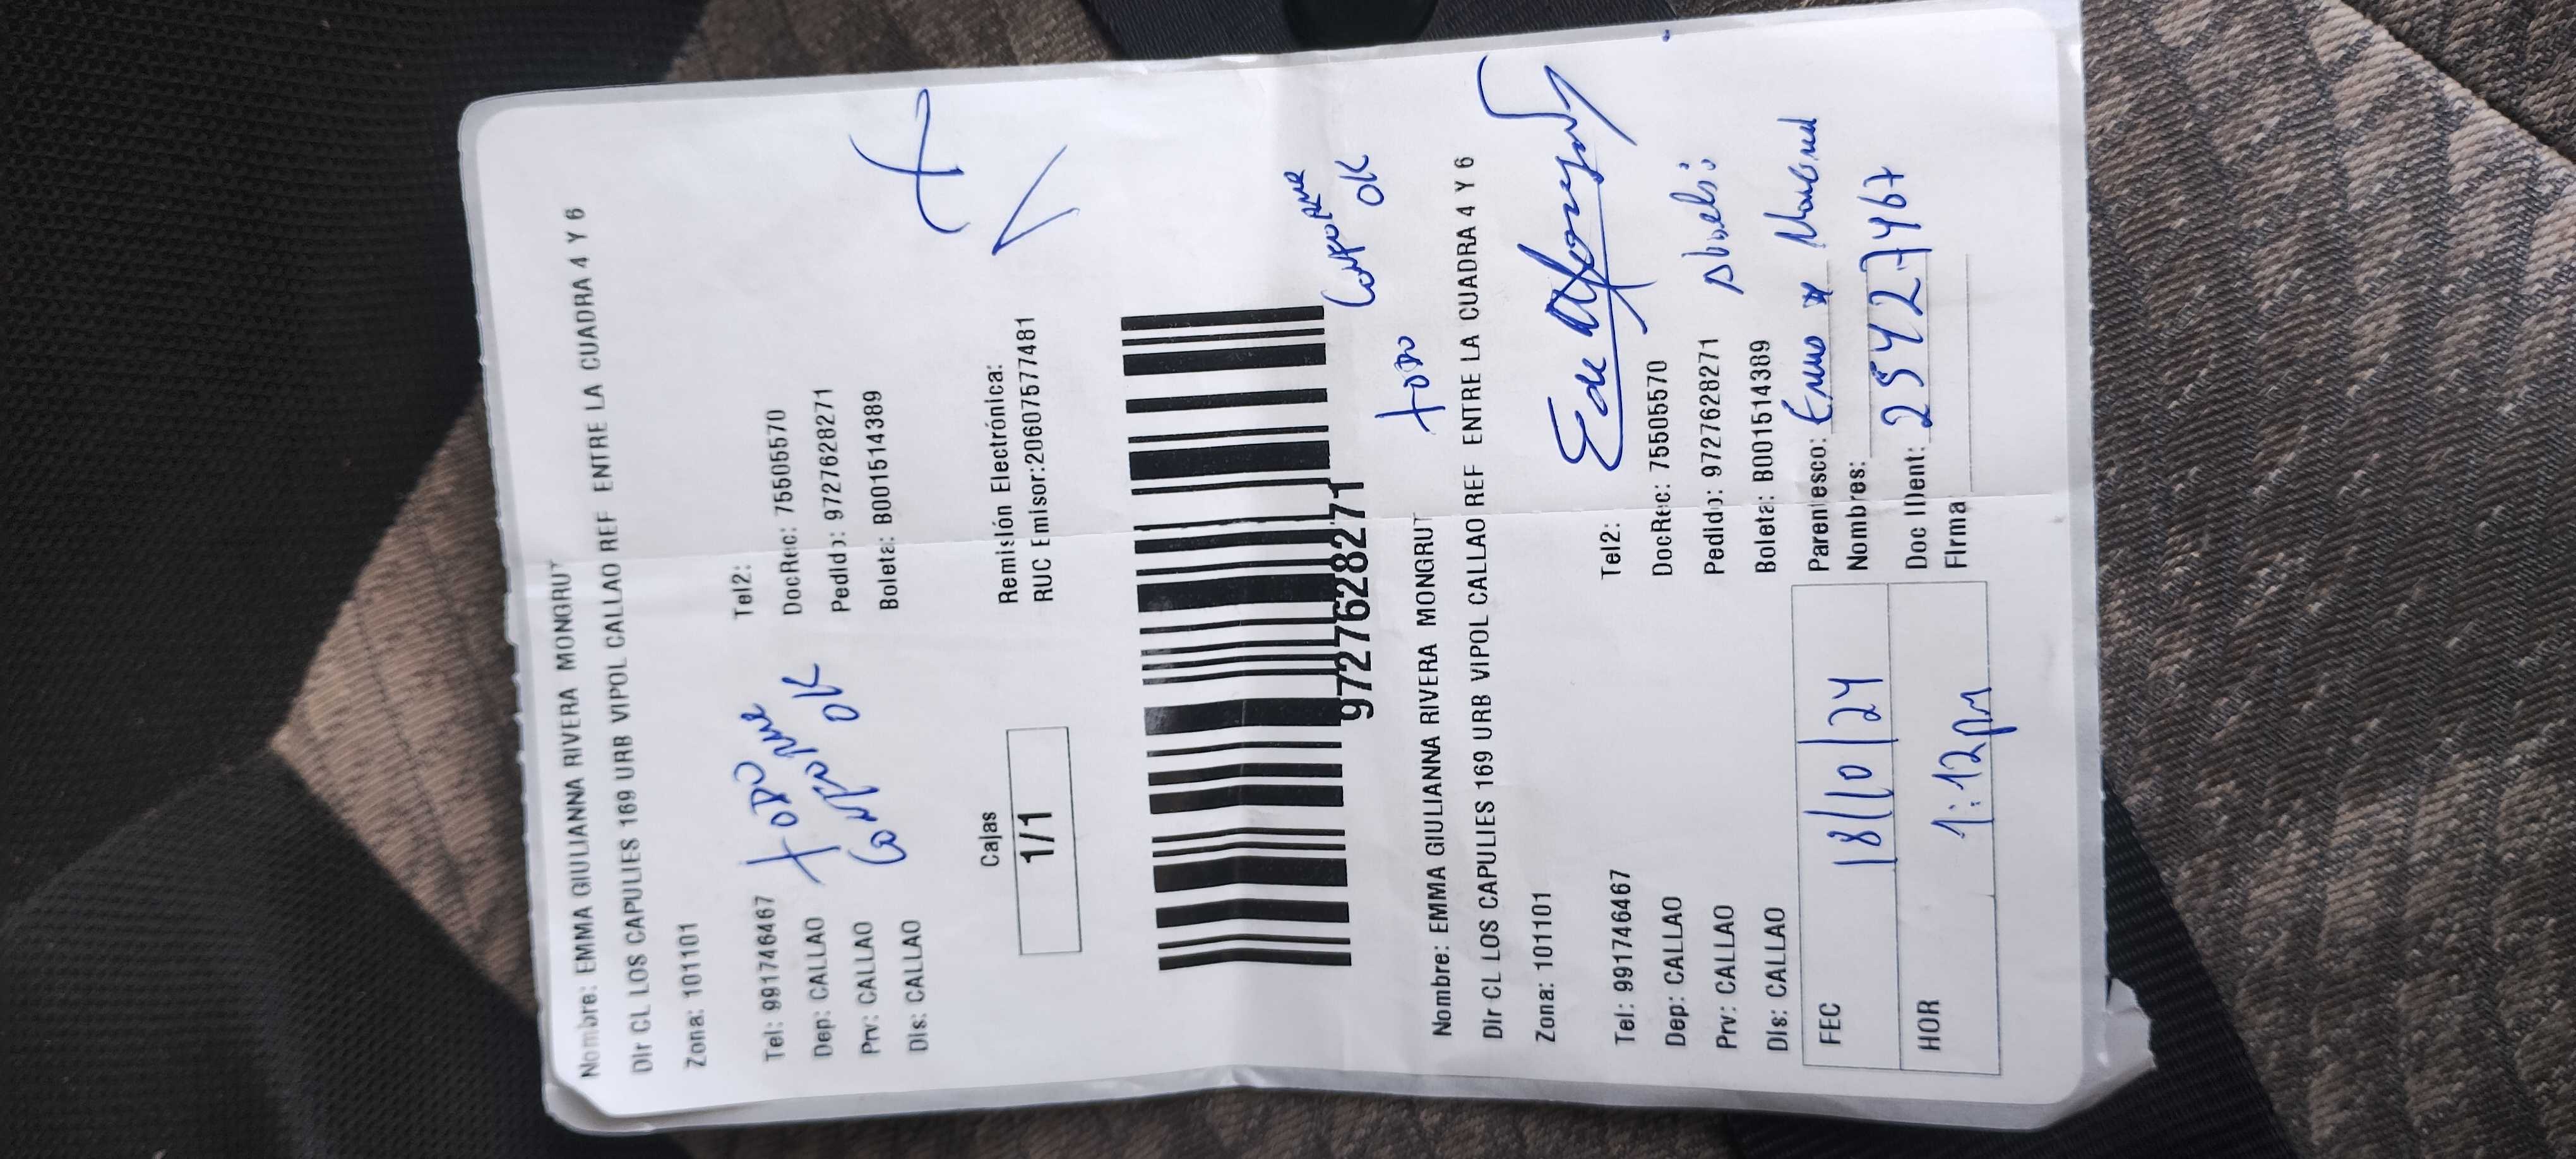 Nombre: EMMA GIULIANNA RIVERA MONGRUT
Dir CL LOS CAPULIES 169 URB VIPOL CALLAO REF ENTRE LA CUADRA 4 Y 6
Zona: 101101
Tel: 991746467 Tel2:
Dep: CALLAO DocRec: 75505570
Prv: CALLAO Pedido: 9727628271
Dis: CALLAO Boleta: B001514389
todo
conforme
OK
Cajas
1/1
Remisión Electrónica:
RUC Emisor:20607577481
9727628271
todo conforme
OK
Nombre: EMMA GIULIANNA RIVERA MONGRUT
Dir CL LOS CAPULIES 169 URB VIPOL CALLAO REF ENTRE LA CUADRA 4 Y 6
Zona: 101101
Tel: 991746467 Tel2:
Dep: CALLAO DocRec: 75505570
Prv: CALLAO Pedido: 9727628271
Dis: CALLAO Boleta: B001514389
FEC 18/10/24
HOR 1:12pm
Parentesco:
Nombres:
Doc IDent: 25427467
Firma